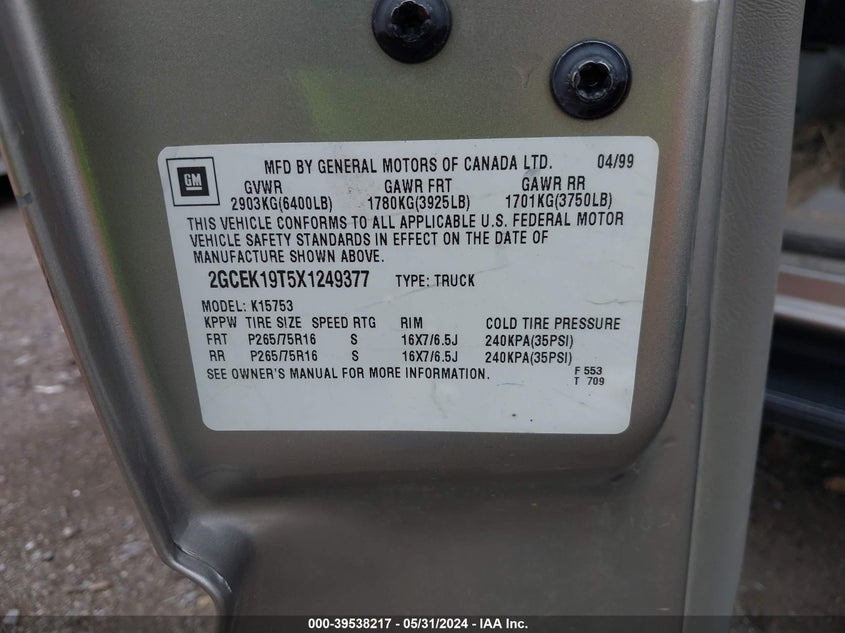 GM
MFD BY GENERAL MOTORS OF CANADA LTD. 04/99
GVWR GAWR FRT GAWR RR
2903KG(6400LB) 1780KG(3925LB) 1701KG(3750LB)
THIS VEHICLE CONFORMS TO ALL APPLICABLE U.S. FEDERAL MOTOR
VEHICLE SAFETY STANDARDS IN EFFECT ON THE DATE OF
MANUFACTURE SHOWN ABOVE.
2GCEK19T5X1249377 TYPE: TRUCK
MODEL: K15753
KPPW TIRE SIZE SPEED RTG RIM COLD TIRE PRESSURE
FRT P265/75R16 S 16X7/6.5J 240KPA(35PSI)
RR P265/75R16 S 16X7/6.5J 240KPA(35PSI)
SEE OWNER'S MANUAL FOR MORE INFORMATION. F 553
T 709
000-39538217 - 05/31/2024 - IAA Inc.